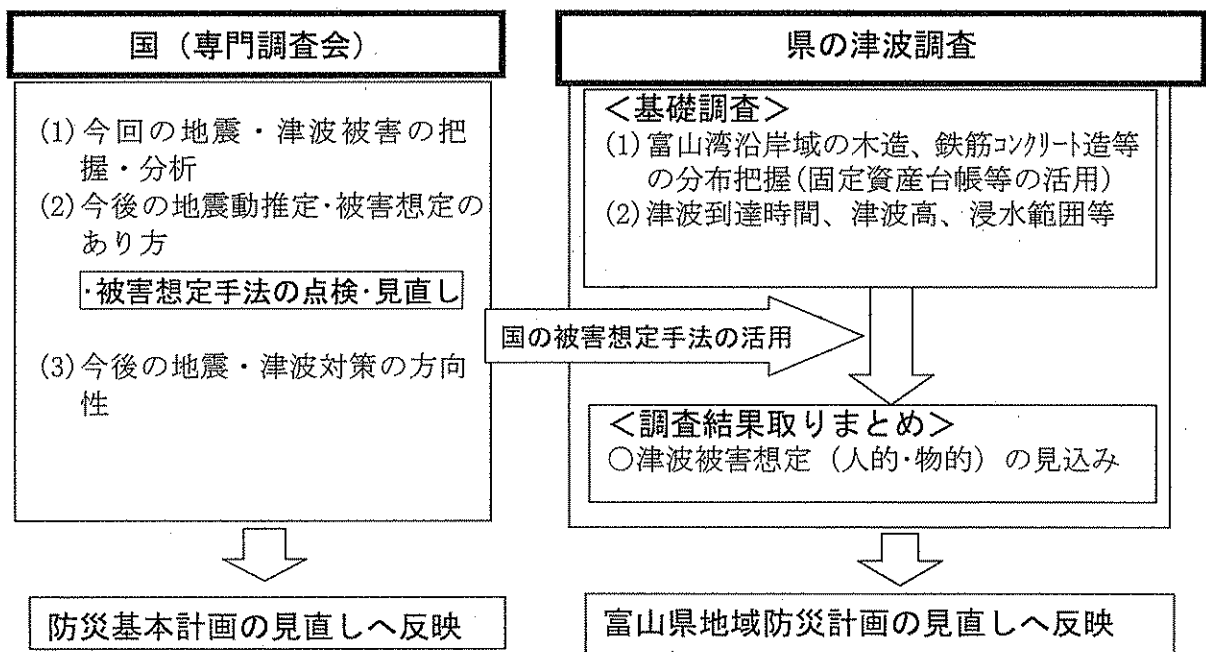 国（専門調査会）
(1)今回の地震・津波被害の把
握・分析
(2)今後の地震動推定・被害想定の
あり方
・被害想定手法の点検・見直し
(3)今後の地震・津波対策の方向
性
防災基本計画の見直しへ反映
国の被害想定手法の活用
県の津波調査
＜基礎調査＞
(1)富山湾沿岸域の木造、鉄筋ｺﾝｸﾘｰﾄ造等
の分布把握(固定資産台帳等の活用)
(2)津波到達時間、津波高、浸水範囲等
＜調査結果取りまとめ＞
○津波被害想定（人的・物的）の見込み
富山県地域防災計画の見直しへ反映